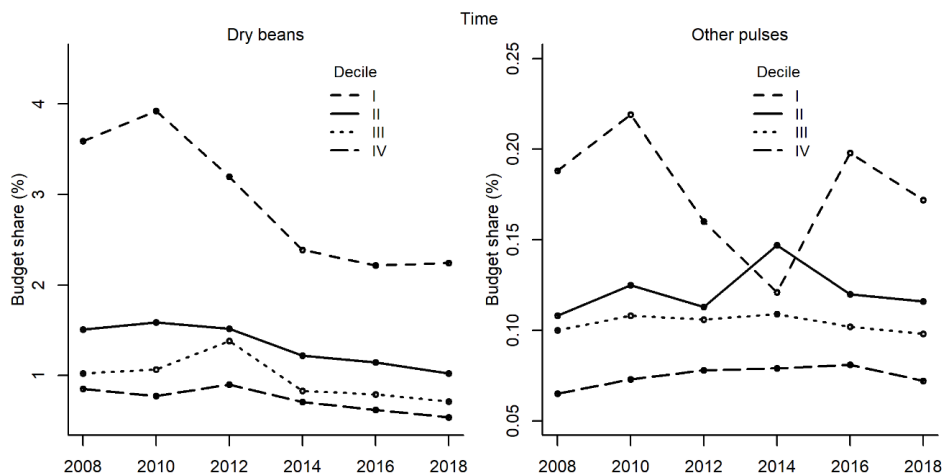 Time
Dry beans
Other pulses
Budget share (%)
4
3
2
1
Decile
I
II
III
IV
2008 2010 2012 2014 2016 2018
Budget share (%)
0.25
0.20
0.15
0.10
0.05
Decile
I
II
III
IV
2008 2010 2012 2014 2016 2018